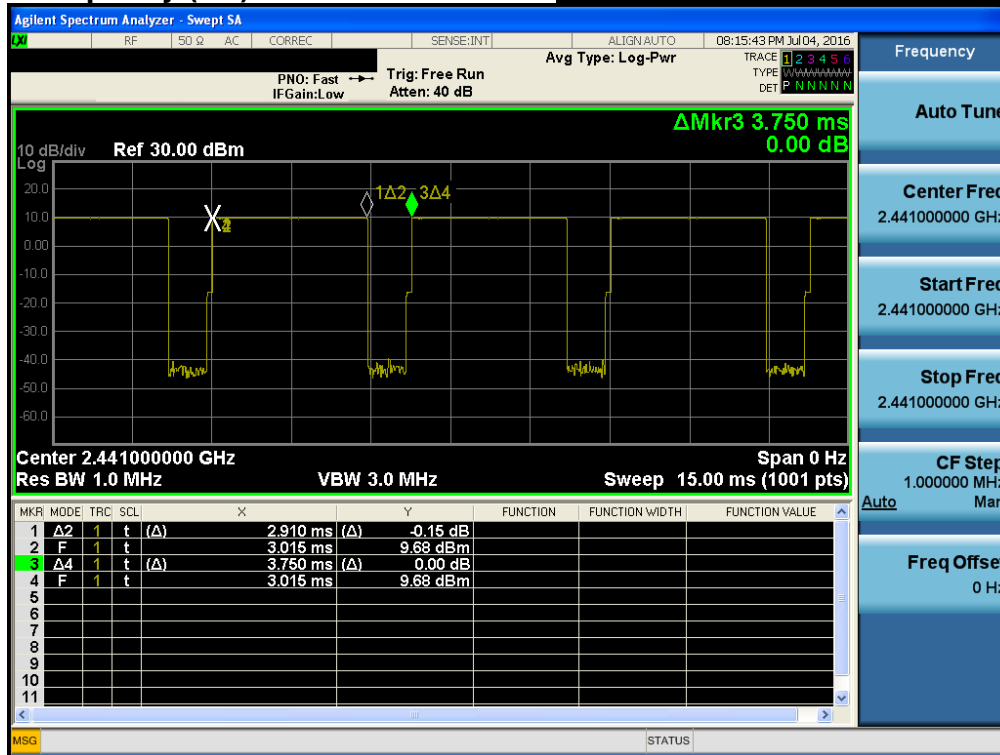 Agilent Spectrum Analyzer - Swept SA
LXI RF 50 Ω AC CORREC SENSE:INT ALIGN AUTO 08:15:43 PM Jul 04, 2016
Frequency
Avg Type: Log-Pwr
TRACE 1 2 3 4 5 6
PNO: Fast Trig: Free Run
TYPE WWWWWW
IFGain:Low Atten: 40 dB
DET P N N N N N
Auto Tune
ΔMkr3 3.750 ms
10 dB/div Ref 30.00 dBm 0.00 dB
Log
20.0
1Δ2 3Δ4
Center Freq
2.441000000 GHz
10.0
0.00
-10.0
Start Freq
2.441000000 GHz
-20.0
-30.0
-40.0
Stop Freq
2.441000000 GHz
-50.0
-60.0
Center 2.441000000 GHz Span 0 Hz
Res BW 1.0 MHz VBW 3.0 MHz Sweep 15.00 ms (1001 pts)
CF Step
1.000000 MHz
Auto Man
MKR MODE TRC SCL X Y FUNCTION FUNCTION WIDTH FUNCTION VALUE
1 Δ2 1 t (Δ) 2.910 ms (Δ) -0.15 dB
2 F 1 t 3.015 ms 9.68 dBm
3 Δ4 1 t (Δ) 3.750 ms (Δ) 0.00 dB
4 F 1 t 3.015 ms 9.68 dBm
5
6
7
8
9
10
11
Freq Offset
0 Hz
MSG STATUS